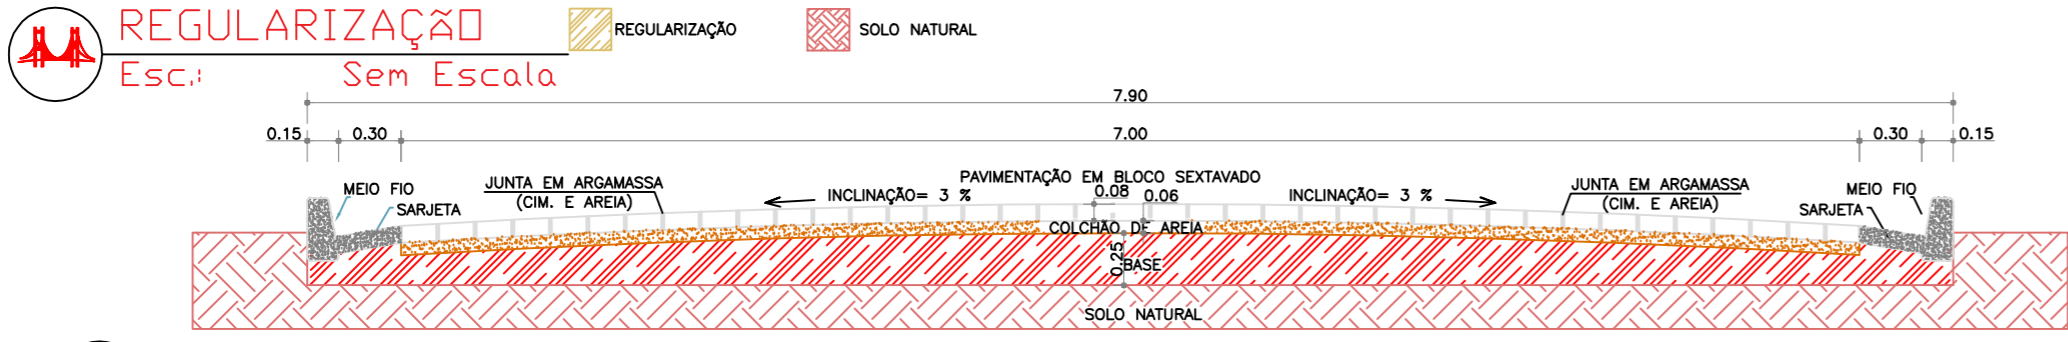 REGULARIZAÇÃO
Esc.: Sem Escala
REGULARIZAÇÃO
SOLO NATURAL
7.90
0.15
0.30
7.00
0.30
0.15
MEIO FIO
SARJETA
JUNTA EM ARGAMASSA
(CIM. E AREIA)
INCLINAÇÃO= 3 %
PAVIMENTAÇÃO EM BLOCO SEXTAVADO
0.08
0.06
INCLINAÇÃO= 3 %
JUNTA EM ARGAMASSA
(CIM. E AREIA)
MEIO FIO
SARJETA
COLCHÃO DE AREIA
0.25
BASE
SOLO NATURAL